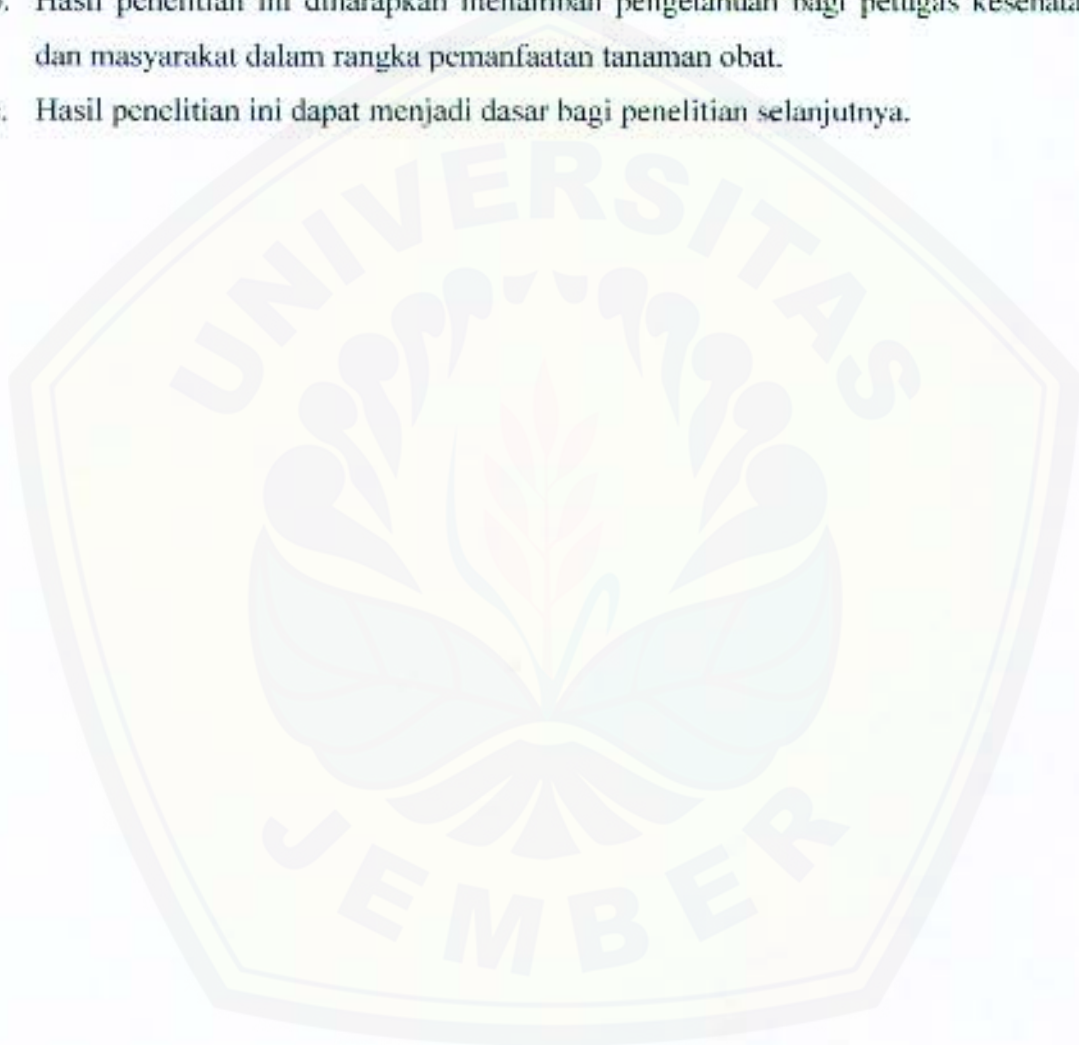 Hasil penelitian ini diharapkan menambah pengetahuan bagi petugas
dan masyarakat dalam rangka pemanfaatan tanaman obat.
Hasil penelitian ini dapat menjadi dasar bagi penelitian selanjutnya.
UNIVERSITAS
JEMBER